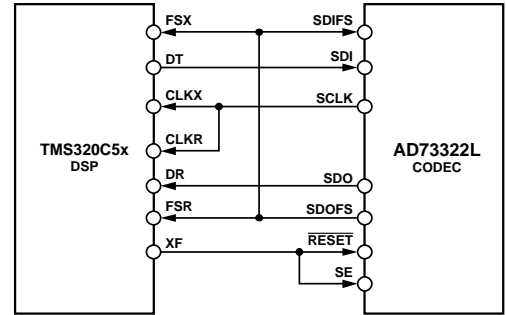 FSX SDIFS
DT SDI
CLKX SCLK
CLKR
TMS320C5x
DSP
AD73322L
CODEC
DR SDO
FSR SDOFS
XF RESET
SE